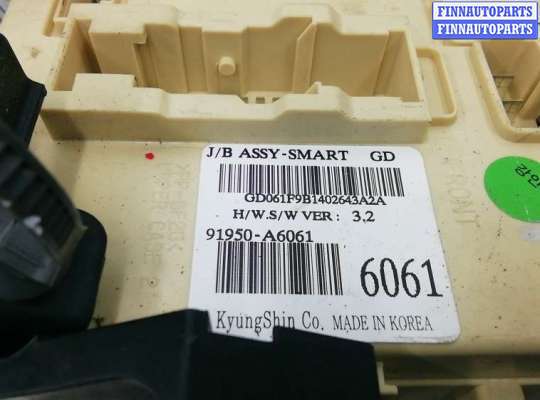 FINNAUTOPARTS
FINNAUTOPARTS
J/B ASSY-SMART GD
GD061F9B1402643A2A
H/W.S/W VER : 3.2
91950-A6061
6061
KyungShin Co. MADE IN KOREA